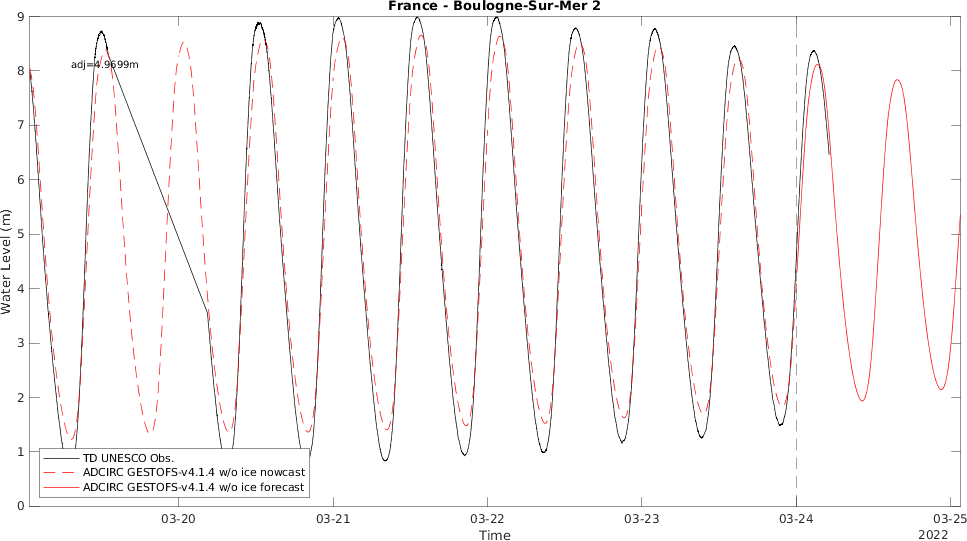 France - Boulogne-Sur-Mer 2
9
8
7
6
5
4
3
2
1
0
Water Level (m)
adj=4.9699m
TD UNESCO Obs.
ADCIRC GESTOFS-v4.1.4 w/o ice nowcast
ADCIRC GESTOFS-v4.1.4 w/o ice forecast
03-20
03-21
03-22
03-23
03-24
03-25
Time
2022